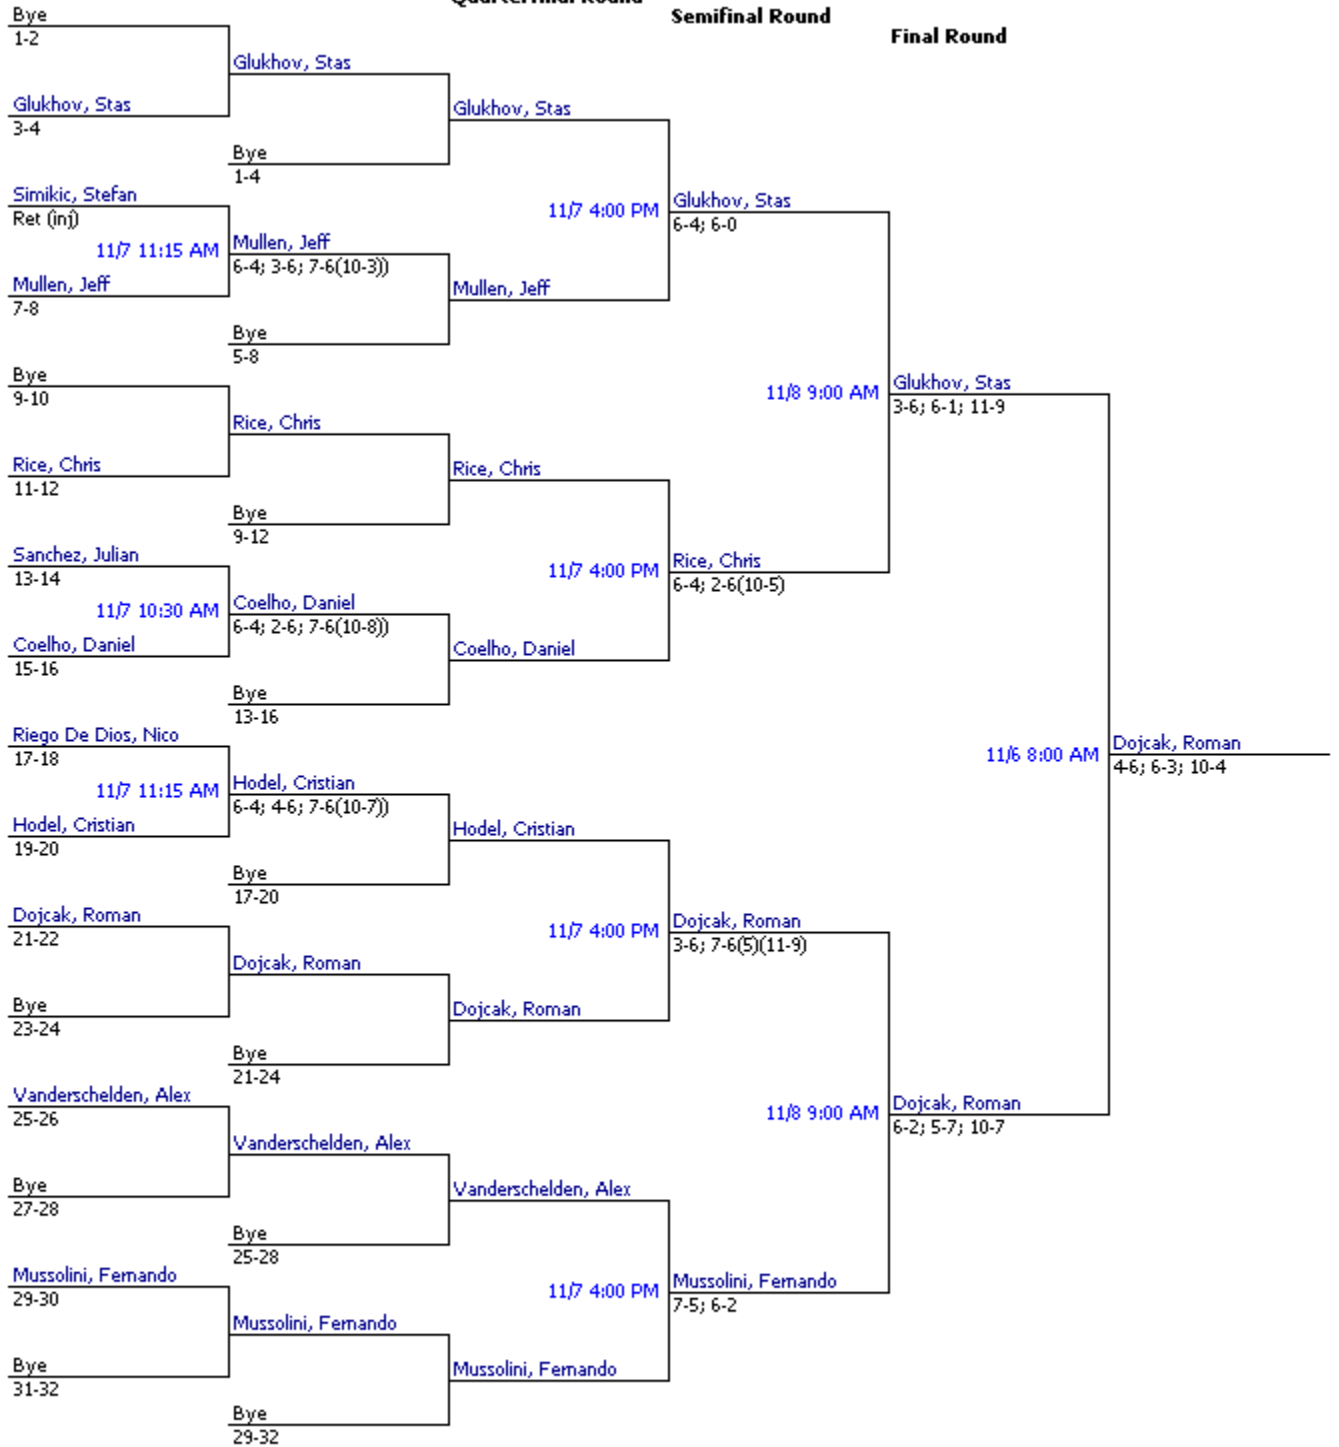 Quarterfinal Round
Semifinal Round
Final Round
Bye
1-2
Glukhov, Stas
Glukhov, Stas
3-4
Glukhov, Stas
Bye
1-4
Simikic, Stefan
Ret (inj)
11/7 4:00 PM
Glukhov, Stas
6-4; 6-0
11/7 11:15 AM
Mullen, Jeff
6-4; 3-6; 7-6(10-3))
Mullen, Jeff
7-8
Mullen, Jeff
Bye
5-8
Bye
9-10
11/8 9:00 AM
Glukhov, Stas
3-6; 6-1; 11-9
Rice, Chris
Rice, Chris
11-12
Rice, Chris
Bye
9-12
Sanchez, Julian
13-14
11/7 4:00 PM
Rice, Chris
6-4; 2-6(10-5)
11/7 10:30 AM
Coelho, Daniel
6-4; 2-6; 7-6(10-8))
Coelho, Daniel
15-16
Coelho, Daniel
Bye
13-16
Riego De Dios, Nico
17-18
11/6 8:00 AM
Dojcak, Roman
4-6; 6-3; 10-4
11/7 11:15 AM
Hodel, Cristian
6-4; 4-6; 7-6(10-7))
Hodel, Cristian
19-20
Hodel, Cristian
Bye
17-20
Dojcak, Roman
21-22
11/7 4:00 PM
Dojcak, Roman
3-6; 7-6(5)(11-9)
Dojcak, Roman
Bye
23-24
Dojcak, Roman
Bye
21-24
Vanderschelden, Alex
25-26
11/8 9:00 AM
Dojcak, Roman
6-2; 5-7; 10-7
Vanderschelden, Alex
Bye
27-28
Vanderschelden, Alex
Bye
25-28
Mussolini, Fernando
29-30
11/7 4:00 PM
Mussolini, Fernando
7-5; 6-2
Mussolini, Fernando
Bye
31-32
Mussolini, Fernando
Bye
29-32